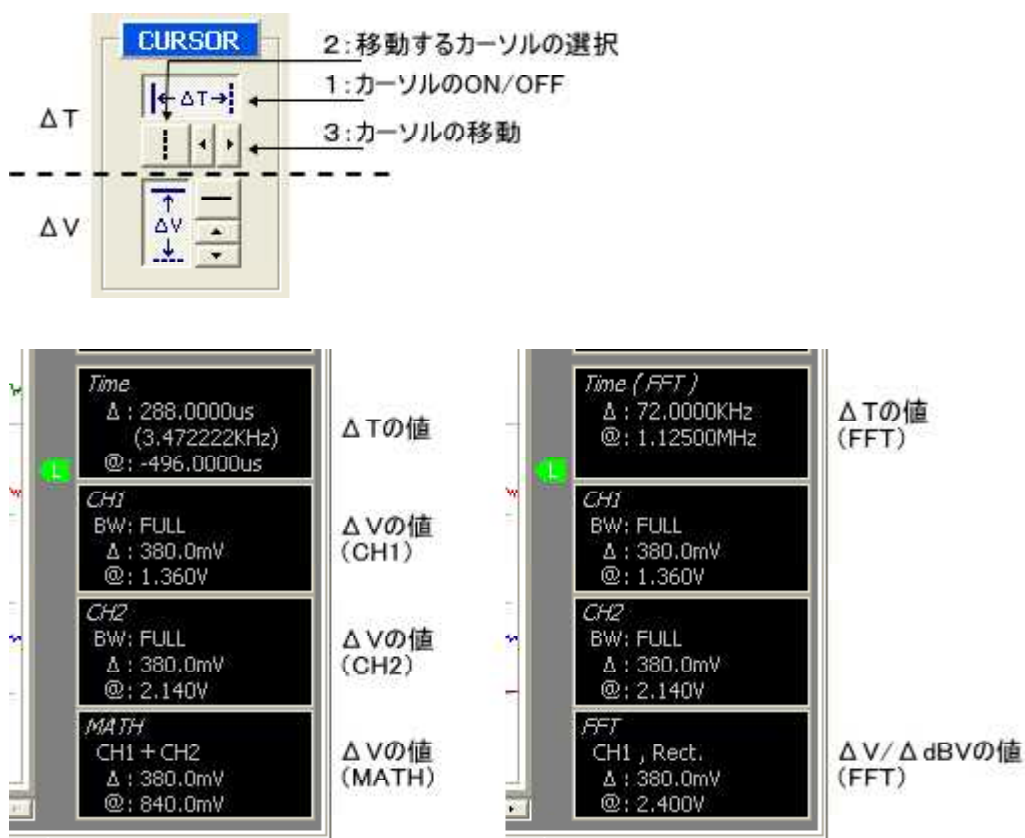 CURSOR
2:移動するカーソルの選択
1:カーソルのON/OFF
ΔT
ΔT
3:カーソルの移動
ΔV
ΔV
Time
Δ : 288.0000us
(3.472222KHz)
@: -496.0000us
ΔTの値
L
CH1
BW: FULL
Δ : 380.0mV
@: 1.360V
ΔVの値
(CH1)
CH2
BW: FULL
Δ : 380.0mV
@: 2.140V
ΔVの値
(CH2)
MATH
CH1 + CH2
Δ : 380.0mV
@: 840.0mV
ΔVの値
(MATH)
Time ( FFT )
Δ : 72.0000KHz
@: 1.12500MHz
ΔTの値
(FFT)
L
CH1
BW: FULL
Δ : 380.0mV
@: 1.360V
CH2
BW: FULL
Δ : 380.0mV
@: 2.140V
FFT
CH1 , Rect.
Δ : 380.0mV
@: 2.400V
ΔV/ΔdBVの値
(FFT)